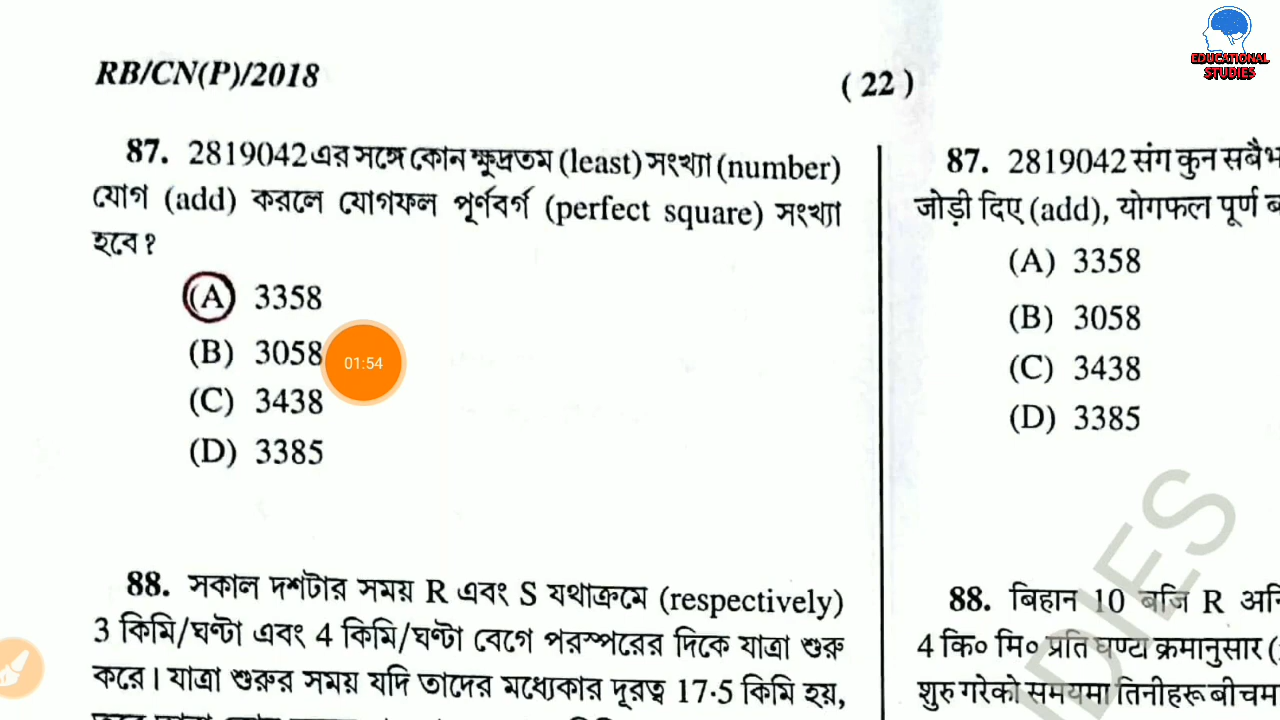 RB/CN(P)/2018
( 22 )
EDUCATIONAL
STUDIES
87. 2819042 এর সঙ্গে কোন ক্ষুদ্রতম (least) সংখ্যা (number)
যোগ (add) করলে যোগফল পূর্ণবর্গ (perfect square) সংখ্যা
হবে ?
(A) 3358
(B) 3058
01:54
(C) 3438
(D) 3385
88. সকাল দশটার সময় R এবং S যথাক্রমে (respectively)
3 কিমি/ঘণ্টা এবং 4 কিমি/ঘণ্টা বেগে পরস্পরের দিকে যাত্রা শুরু
করে। যাত্রা শুরুর সময় যদি তাদের মধ্যেকার দূরত্ব 17·5 কিমি হয়,
87. 2819042 संग कुन सबैभ
जोड़ी दिए (add), योगफल पूर्ण ब
(A) 3358
(B) 3058
(C) 3438
(D) 3385
88. बिहान 10 बजि R अनि
4 कि० मि० प्रति घण्टा क्रमानुसार (
शुरु गरेको समयमा तिनीहरू बीचमा